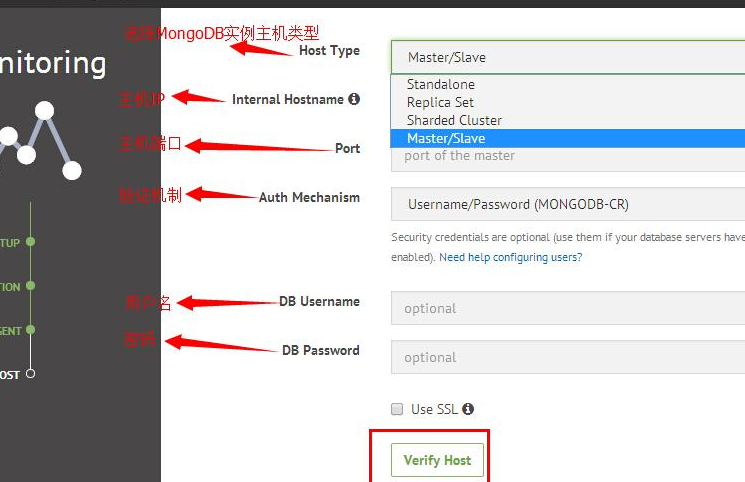 选择MongoDB实例主机类型
Host Type
Master/Slave
nitoring
Standalone
Replica Set
Sharded Cluster
Master/Slave
主机IP
Internal Hostname
主机端口
Port
port of the master
验证机制
Auth Mechanism
Username/Password (MONGODB-CR)
Security credentials are optional (use them if your database servers have
enabled). Need help configuring users?
TUP
TION
GENT
OST
用户名
DB Username
optional
密码
DB Password
optional
Use SSL
Verify Host